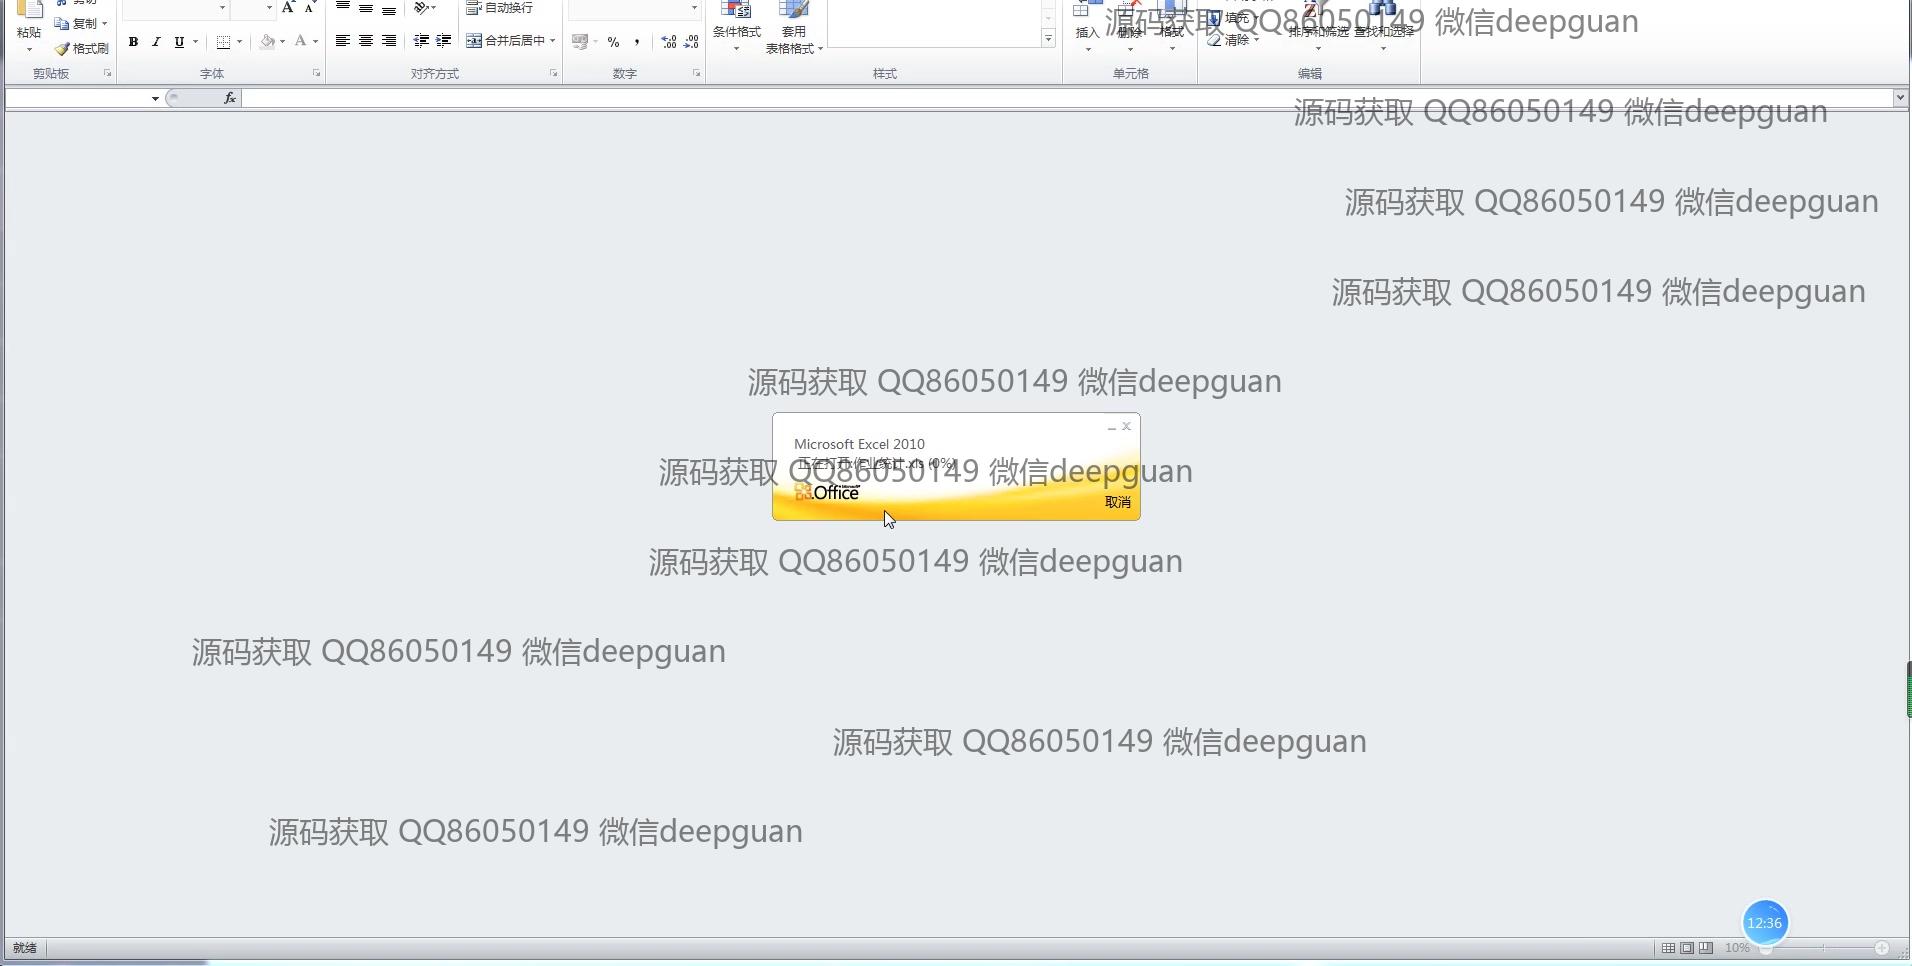 剪切
自动换行
粘贴
复制
格式刷
B I U
A
合并后居中
% ,
条件格式
套用
表格格式
插入
删除
格式
填充
清除
排序和筛选
查找和选择
源码获取 QQ86050149 微信deepguan
剪贴板
字体
对齐方式
数字
样式
单元格
编辑
fx
源码获取 QQ86050149 微信deepguan
源码获取 QQ86050149 微信deepguan
源码获取 QQ86050149 微信deepguan
源码获取 QQ86050149 微信deepguan
Microsoft Excel 2010
正在打开:作业统计.xls (0%)
源码获取 QQ86050149 微信deepguan
Office
取消
源码获取 QQ86050149 微信deepguan
源码获取 QQ86050149 微信deepguan
源码获取 QQ86050149 微信deepguan
源码获取 QQ86050149 微信deepguan
12:36
就绪
10%